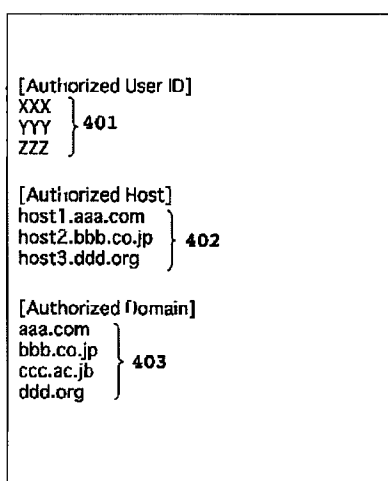 [Authorized User ID]
XXX
YYY
ZZZ
401
[Authorized Host]
host1.aaa.com
host2.bbb.co.jp
host3.ddd.org
402
[Authorized Domain]
aaa.com
bbb.co.jp
ccc.ac.jb
ddd.org
403